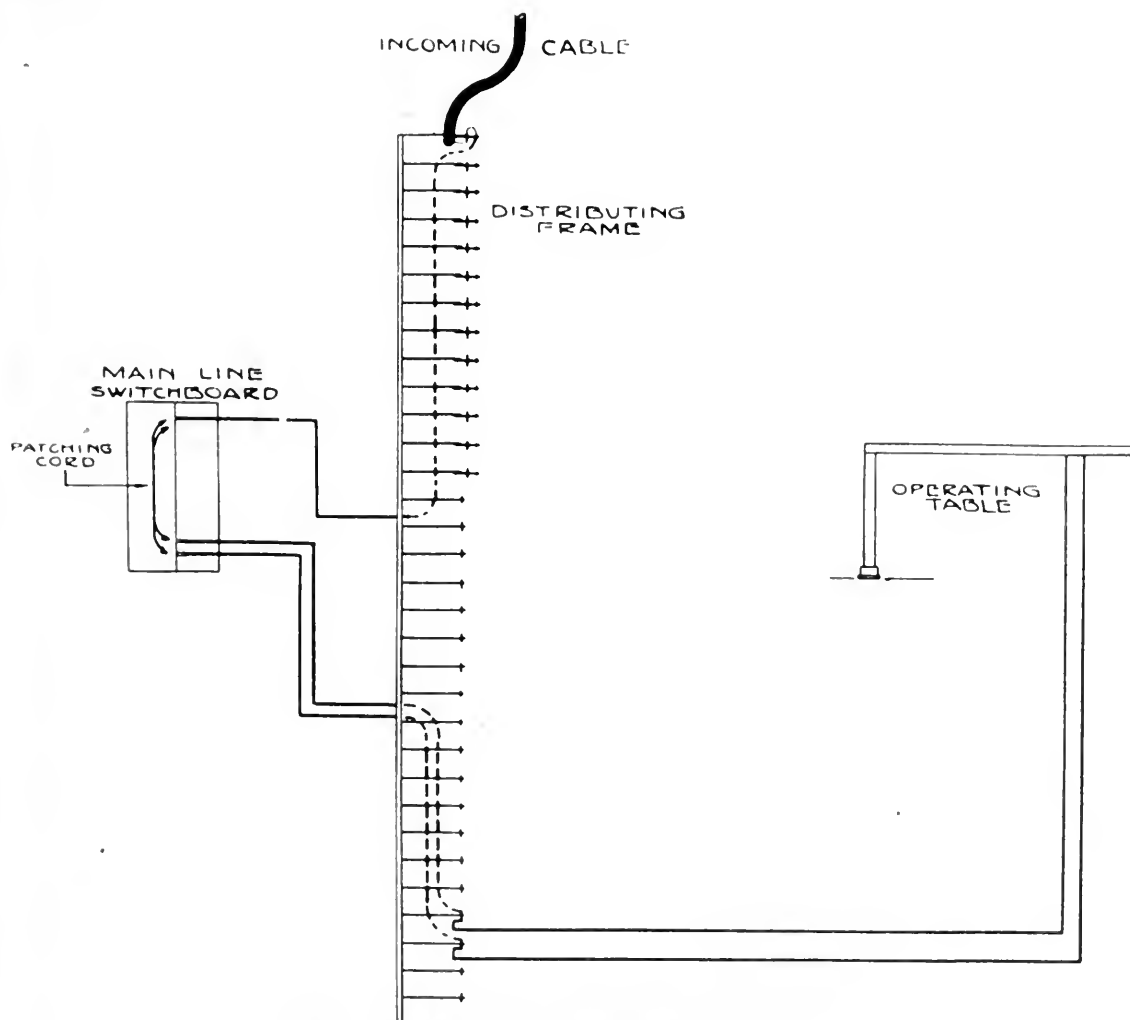 INCOMING CABLE
DISTRIBUTING
FRAME
MAIN LINE
SWITCHBOARD
PATCHING
CORD
OPERATING
TABLE